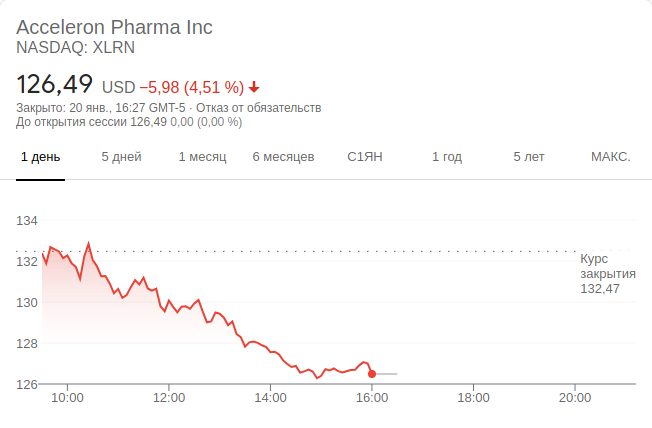 Acceleron Pharma Inc
NASDAQ: XLRN
126,49 USD −5,98 (4,51 %)
Закрыто: 20 янв., 16:27 GMT-5 · Отказ от обязательств
До открытия сессии 126,49 0,00 (0,00 %)
1 день 5 дней 1 месяц 6 месяцев С1ЯН 1 год 5 лет МАКС.
134
132
130
128
126
Курс
закрытия
132,47
10:00 12:00 14:00 16:00 18:00 20:00